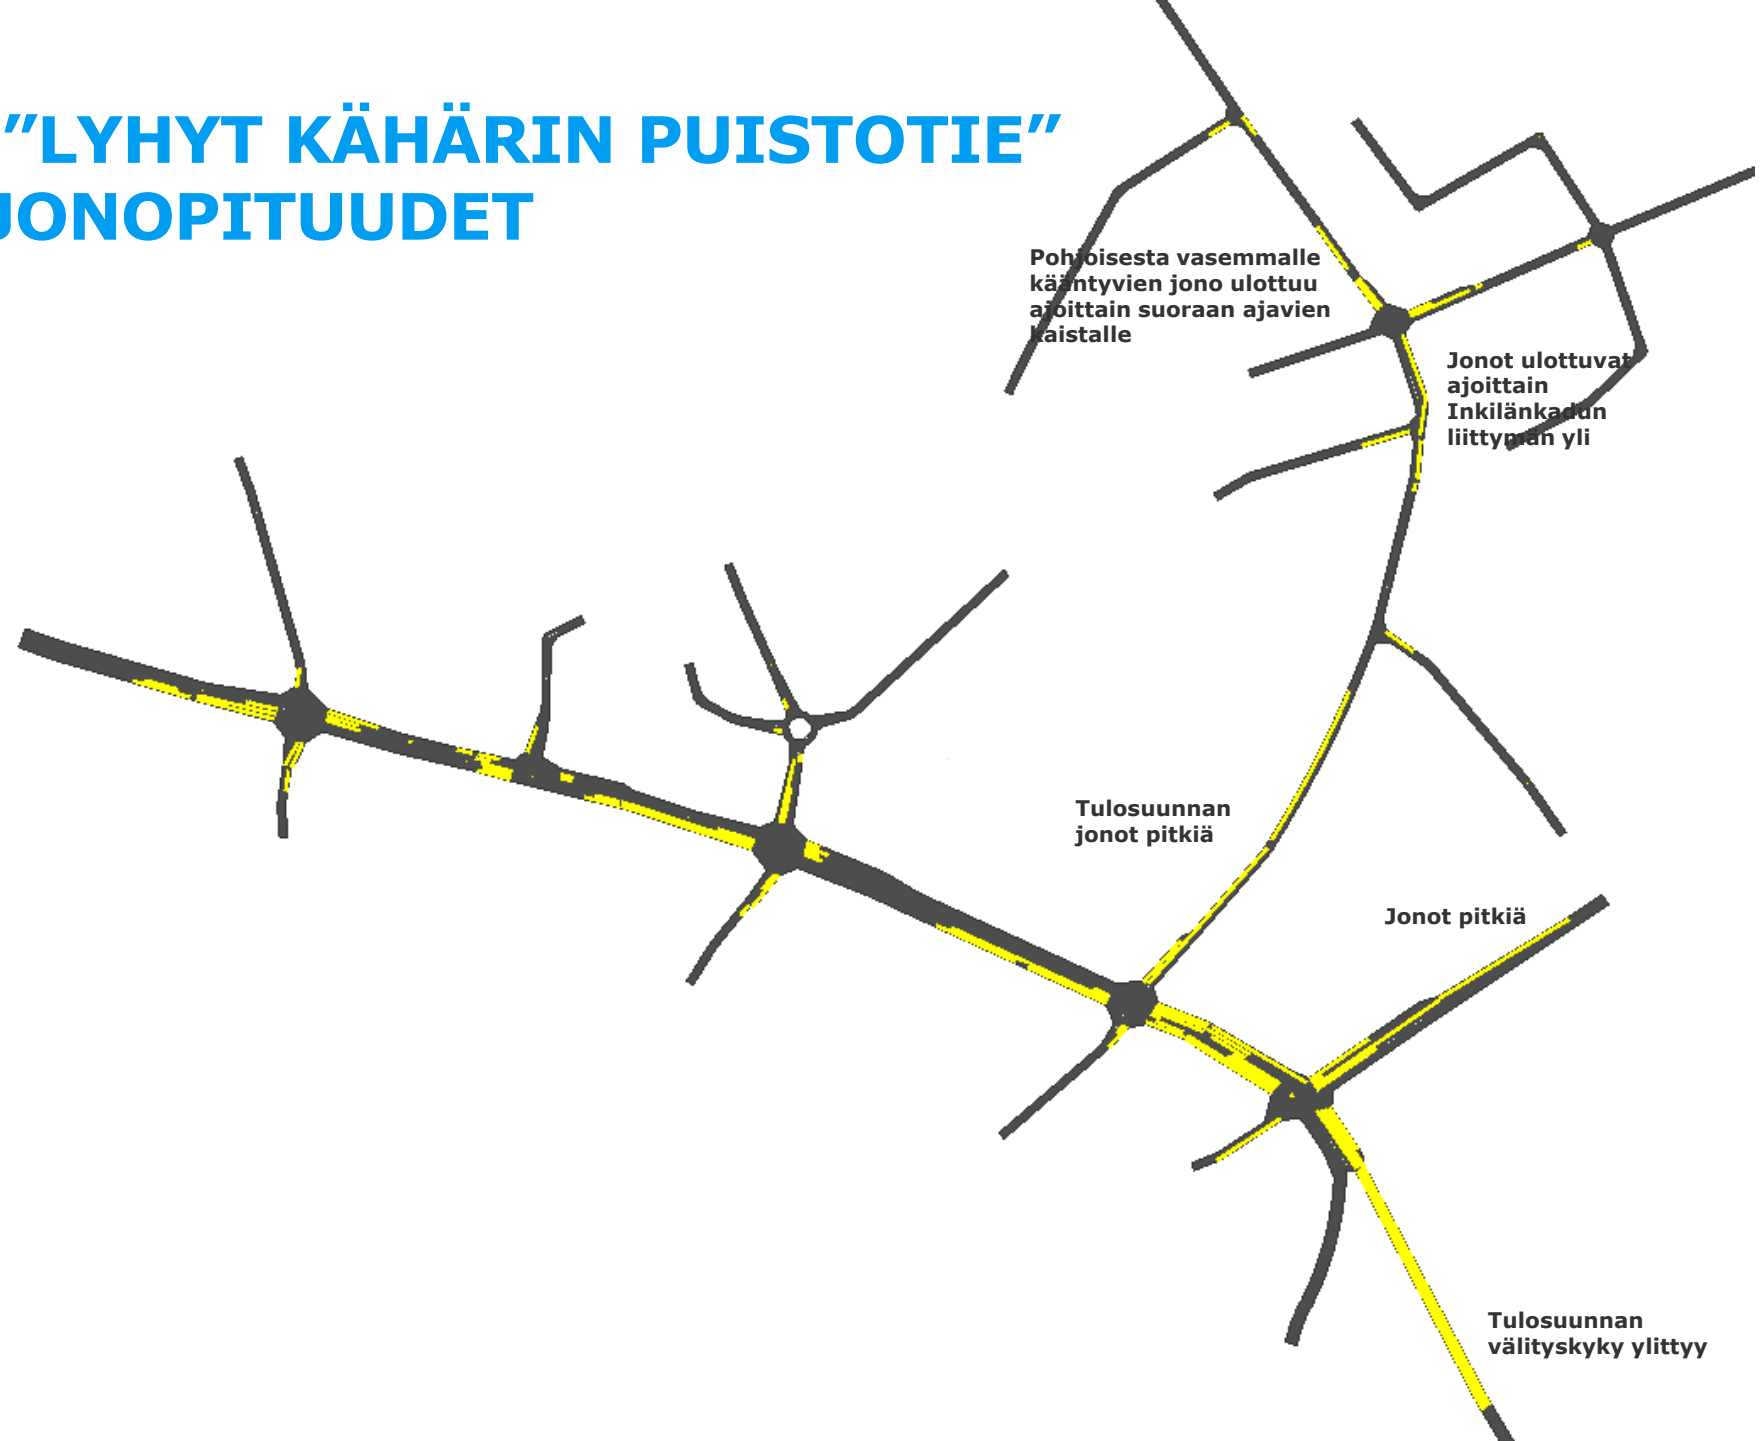 ”LYHYT KÄHÄRIN PUISTOTIE”
JONOPITUUDET
Pohjoisesta vasemmalle
kääntyvien jono ulottuu
ajoittain suoraan ajavien
kaistalle
Jonot ulottuvat
ajoittain
Inkilänkadun
liittymän yli
Tulosuunnan
jonot pitkiä
Jonot pitkiä
Tulosuunnan
välityskyky ylittyy